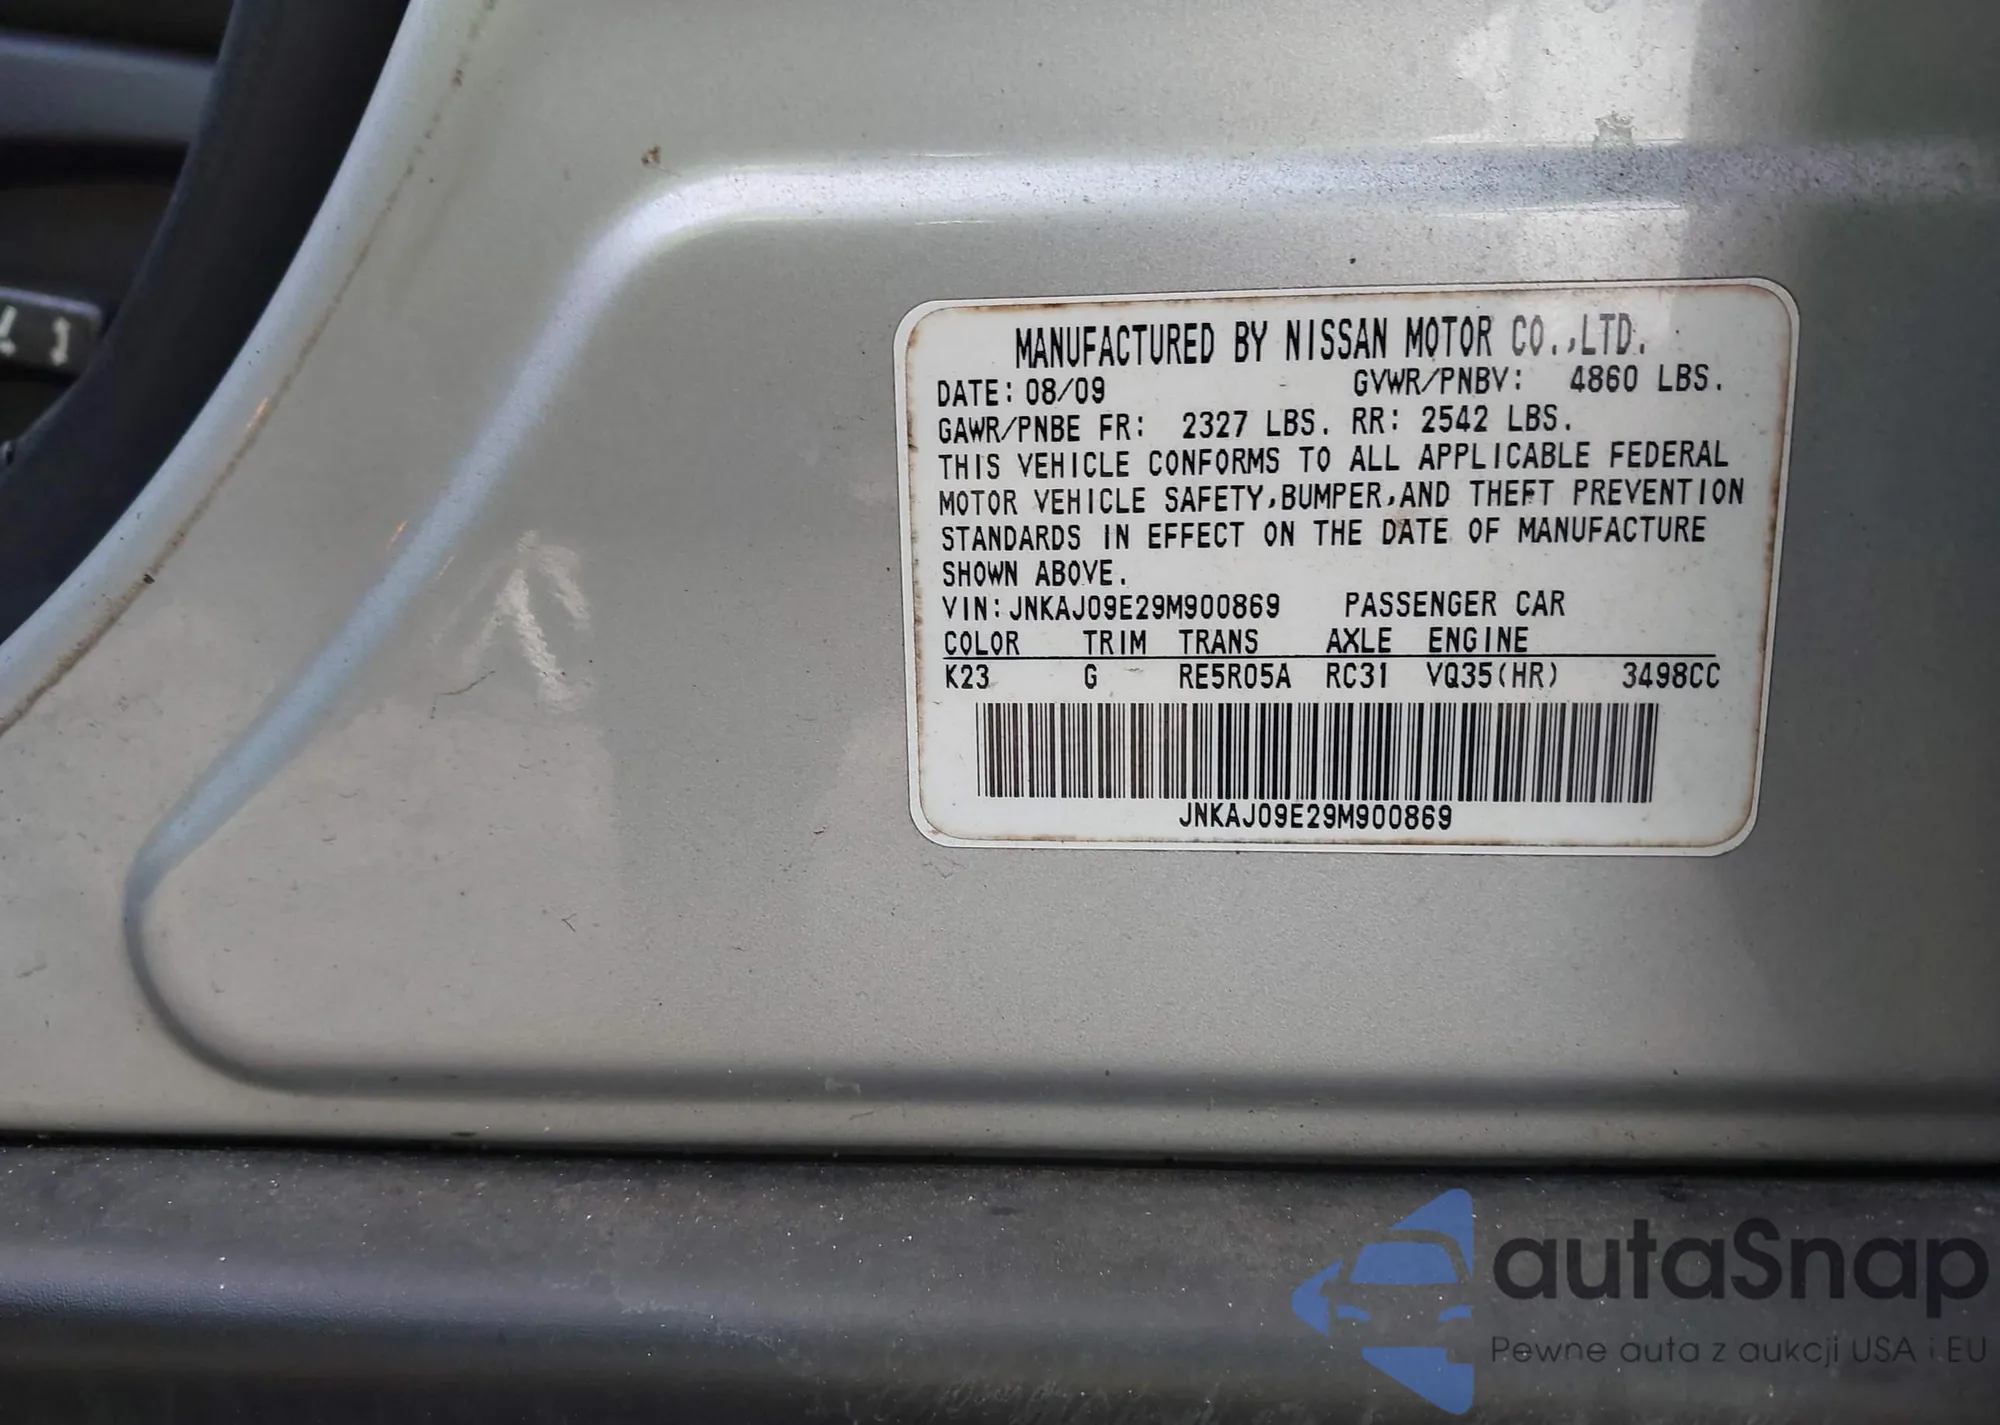 MANUFACTURED BY NISSAN MOTOR CO.,LTD.
DATE: 08/09 GVWR/PNBV: 4860 LBS.
GAWR/PNBE FR: 2327 LBS. RR: 2542 LBS.
THIS VEHICLE CONFORMS TO ALL APPLICABLE FEDERAL
MOTOR VEHICLE SAFETY,BUMPER,AND THEFT PREVENTION
STANDARDS IN EFFECT ON THE DATE OF MANUFACTURE
SHOWN ABOVE.
VIN:JNKAJ09E29M900869 PASSENGER CAR
COLOR TRIM TRANS AXLE ENGINE
K23 G RE5R05A RC31 VQ35(HR) 3498CC
JNKAJ09E29M900869
autaSnap
Pewne auta z aukcji USA i EU